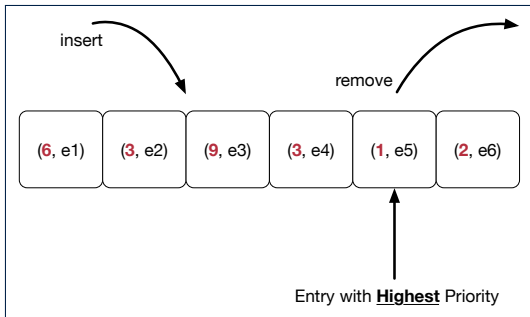 insert
remove
(6, e1) (3, e2) (9, e3) (3, e4) (1, e5) (2, e6)
Entry with Highest Priority